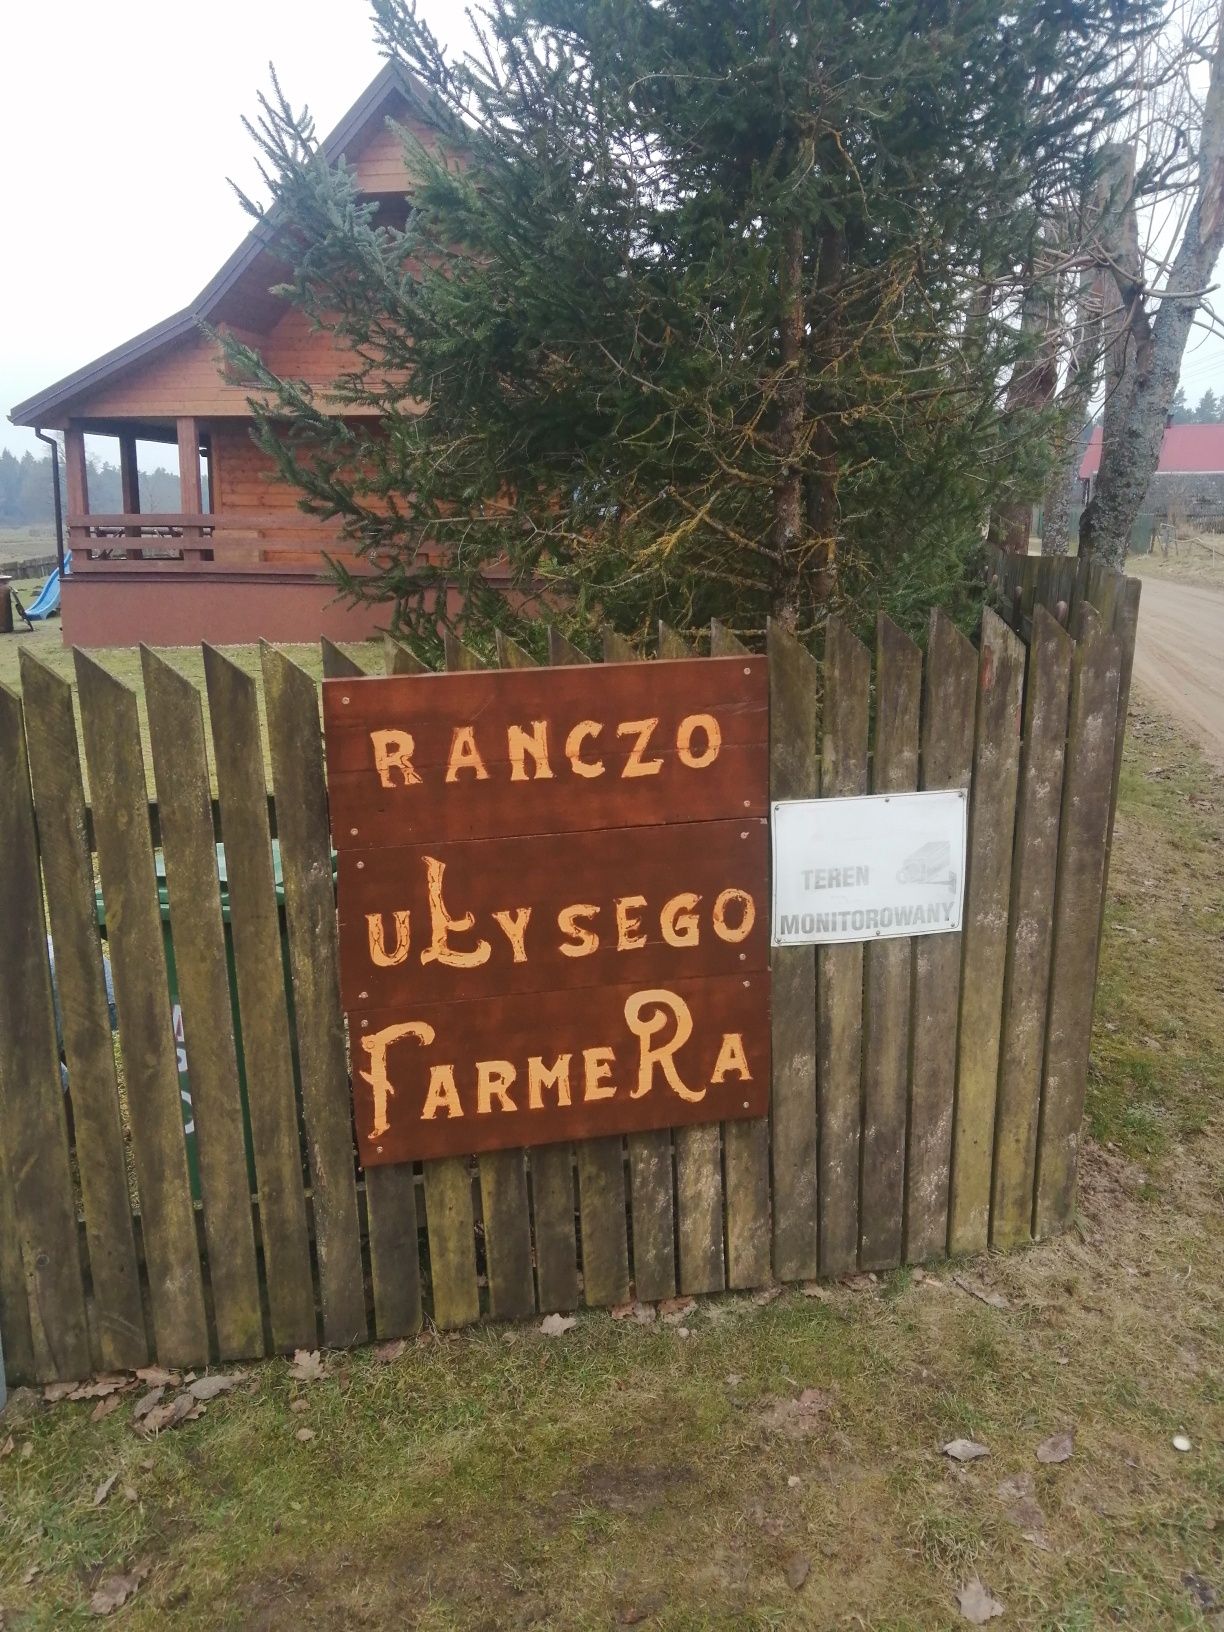 RANCZO
UŁYSEGO
FARMERA
TEREN
MONITOROWANY